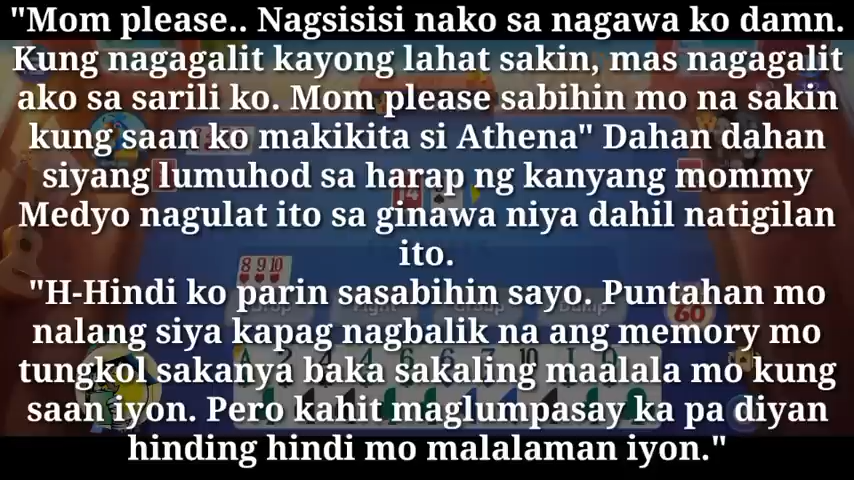 "Mom please.. Nagsisisi nako sa nagawa ko damn.
Kung nagagalit kayong lahat sakin, mas nagagalit
ako sa sarili ko. Mom please sabihin mo na sakin
kung saan ko makikita si Athena" Dahan dahan
siyang lumuhod sa harap ng kanyang mommy
Medyo nagulat ito sa ginawa niya dahil natigilan
ito.
8 9 10
"H-Hindi ko parin sasabihin sayo. Puntahan mo
nalang siya kapag nagbalik na ang memory mo
60
tungkol sakanya baka sakaling maalala mo kung
saan iyon. Pero kahit maglumpasay ka pa diyan
hinding hindi mo malalaman iyon."